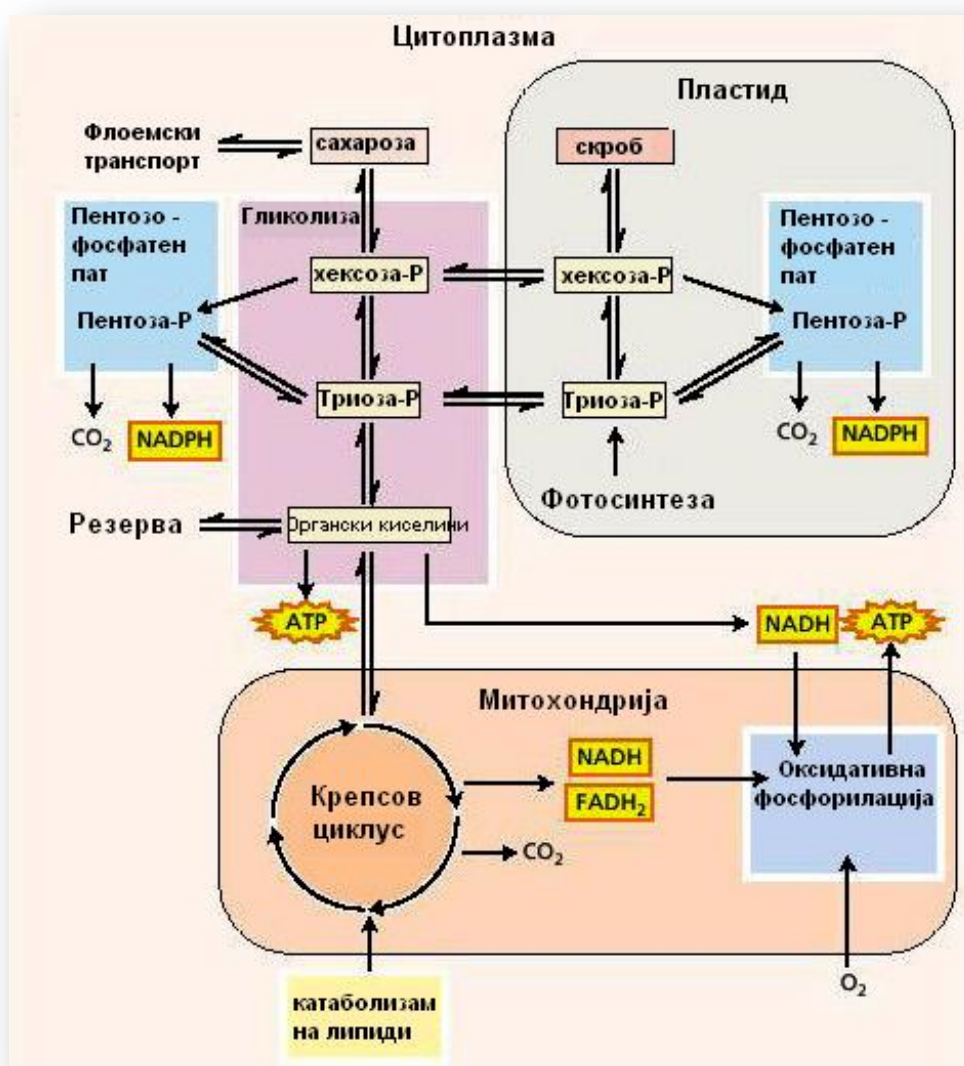 Цитоплазма
Пластид
Флоемски
транспорт
сахароза
скроб
Пентозо -
фосфатен
пат
Гликолиза
Пентозо -
фосфатен
пат
хексоза-Р
хексоза-Р
Пентоза-Р
Пентоза-Р
Триоза-Р
Триоза-Р
CO₂
NADPH
CO₂
NADPH
Фотосинтеза
Резерва
Органски киселини
ATP
NADH
ATP
Митохондрија
Крепсов
циклус
NADH
FADH₂
CO₂
Оксидативна
фосфорилација
O₂
катаболизам
на липиди